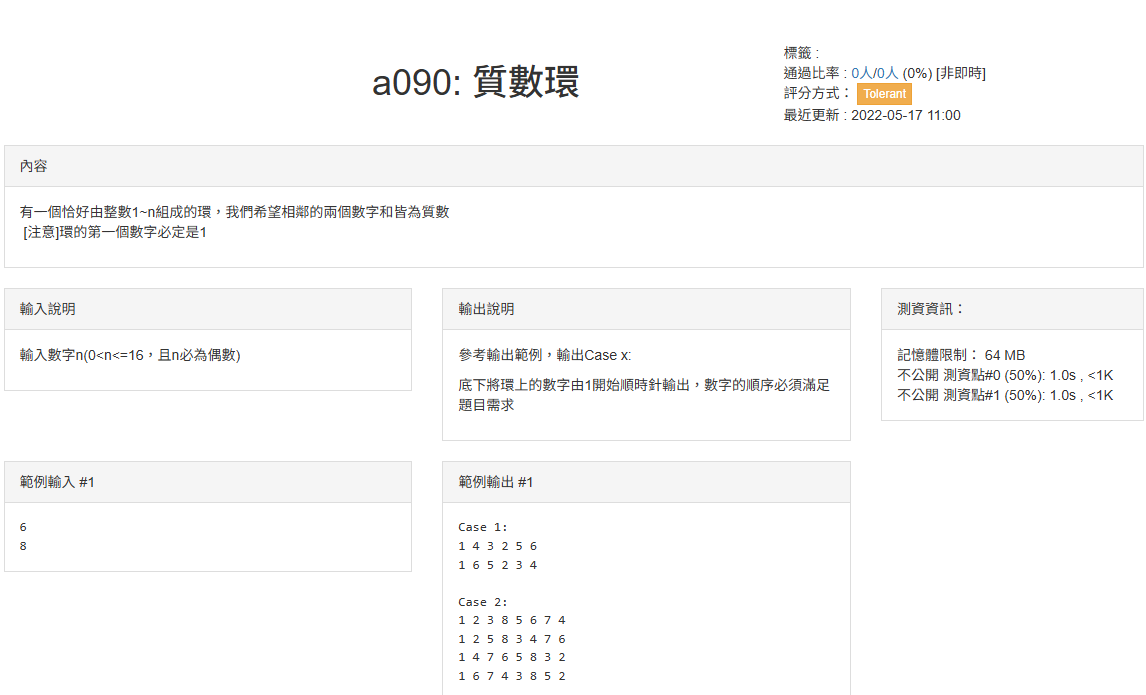 a090: 質數環
標籤 :
通過比率 : 0人/0人 (0%) [非即時]
評分方式： Tolerant
最近更新 : 2022-05-17 11:00
內容
有一個恰好由整數1~n組成的環，我們希望相鄰的兩個數字和皆為質數
[注意]環的第一個數字必定是1
輸入說明
輸入數字n(0<n<=16，且n必為偶數)
輸出說明
參考輸出範例，輸出Case x:
底下將環上的數字由1開始順時針輸出，數字的順序必須滿足
題目需求
測資資訊：
記憶體限制： 64 MB
不公開 測資點#0 (50%): 1.0s , <1K
不公開 測資點#1 (50%): 1.0s , <1K
範例輸入 #1
6
8
範例輸出 #1
Case 1:
1 4 3 2 5 6
1 6 5 2 3 4
Case 2:
1 2 3 8 5 6 7 4
1 2 5 8 3 4 7 6
1 4 7 6 5 8 3 2
1 6 7 4 3 8 5 2